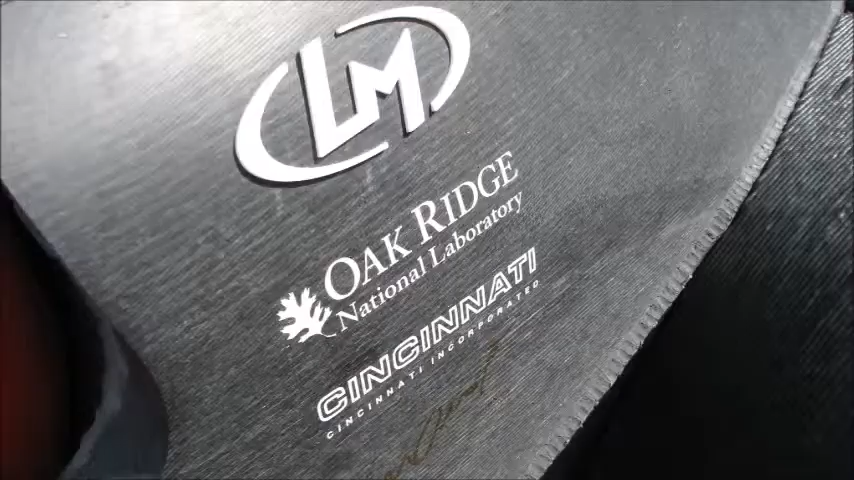 LM
OAK RIDGE
National Laboratory
CINCINNATI
CINCINNATI INCORPORATED